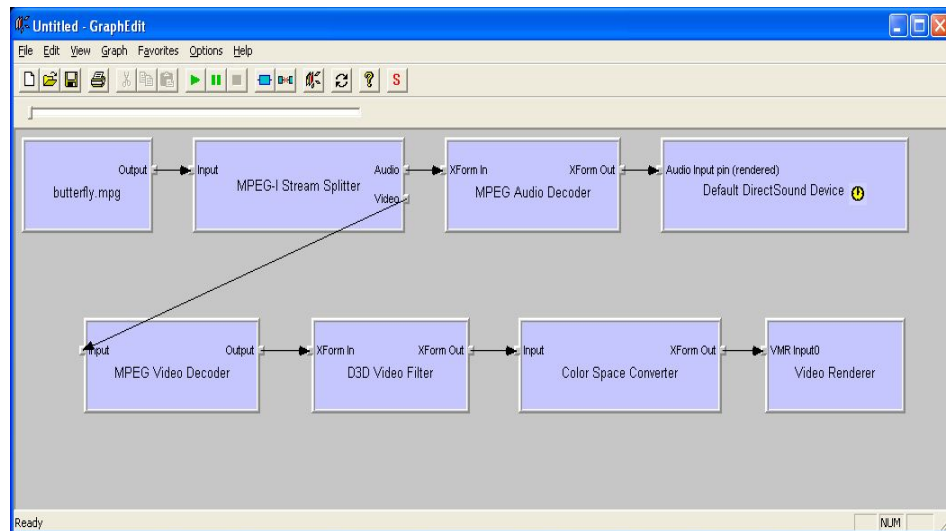 Untitled - GraphEdit
File Edit View Graph Favorites Options Help
S
Output
butterfly.mpg
Input
Audio
MPEG-I Stream Splitter
Video
XForm In XForm Out
MPEG Audio Decoder
Audio Input pin (rendered)
Default DirectSound Device
Input Output
MPEG Video Decoder
XForm In XForm Out
D3D Video Filter
Input XForm Out
Color Space Converter
VMR Input0
Video Renderer
Ready NUM